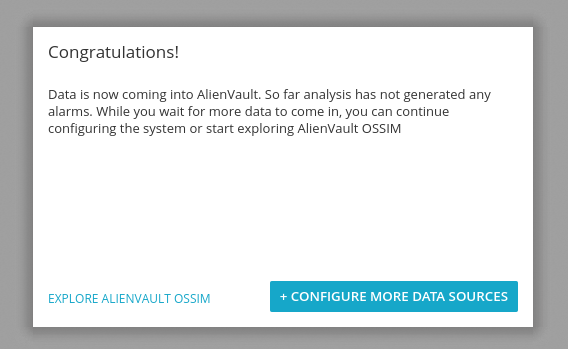 Congratulations!
Data is now coming into AlienVault. So far analysis has not generated any
alarms. While you wait for more data to come in, you can continue
configuring the system or start exploring AlienVault OSSIM
EXPLORE ALIENVAULT OSSIM
+ CONFIGURE MORE DATA SOURCES